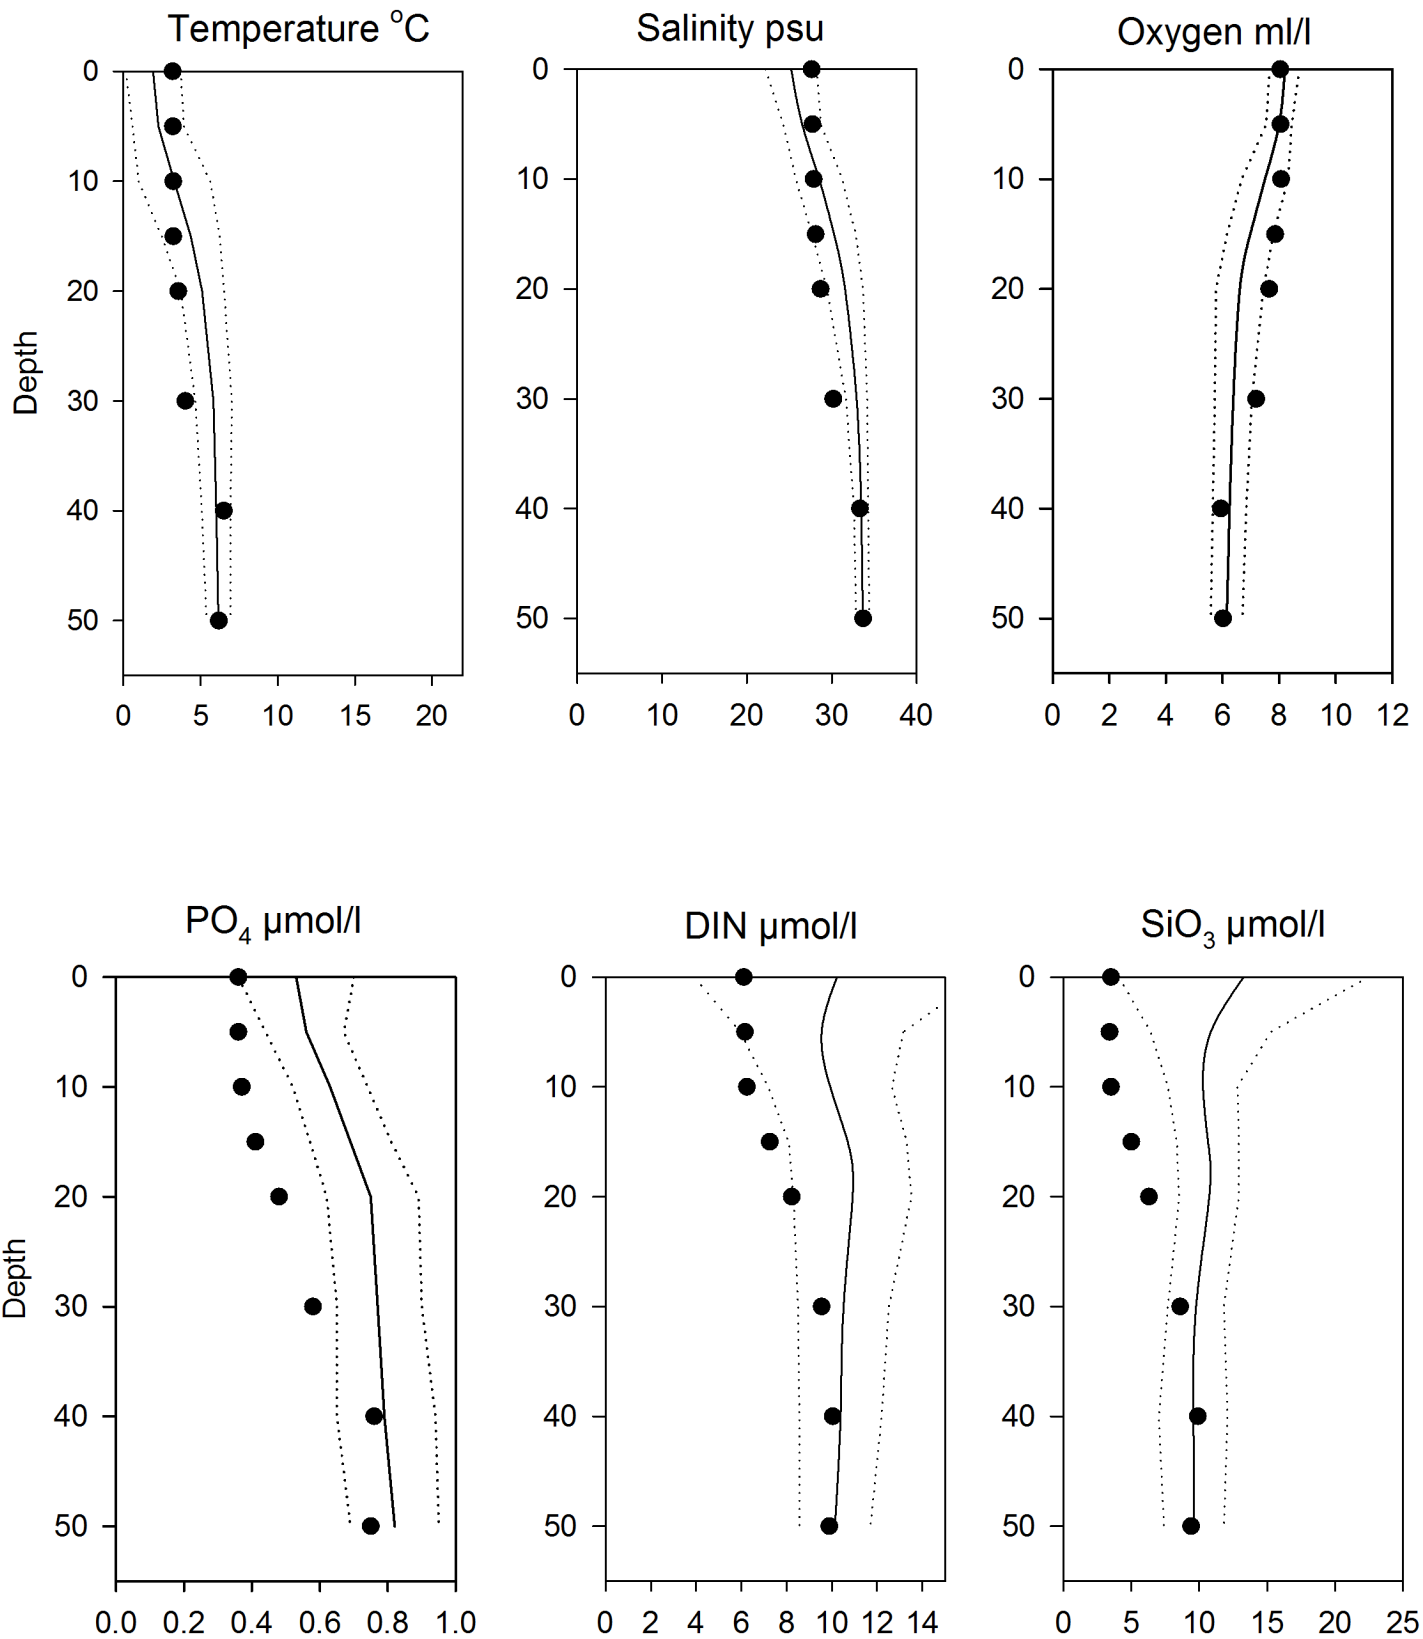 Temperature °C
Salinity psu
Oxygen ml/l
0
10
20
30
40
50
Depth
0 5 10 15 20
0
10
20
30
40
50
0 10 20 30 40
0
10
20
30
40
50
0 2 4 6 8 10 12
PO4 µmol/l
DIN µmol/l
SiO3 µmol/l
0
10
20
30
40
50
Depth
0.0 0.2 0.4 0.6 0.8 1.0
0
10
20
30
40
50
0 2 4 6 8 10 12 14
0
10
20
30
40
50
0 5 10 15 20 25